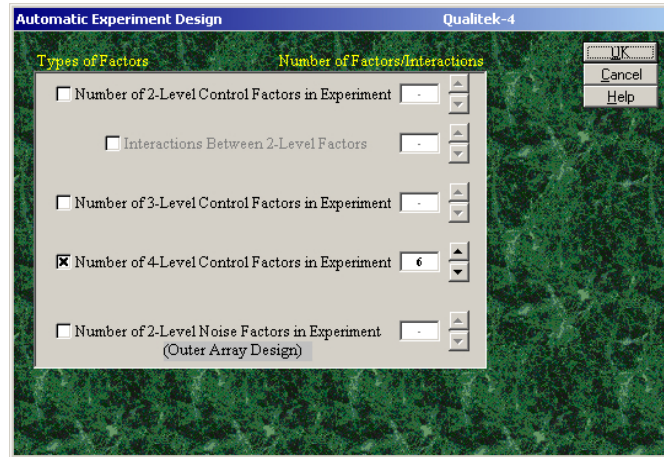 Automatic Experiment Design Qualitek-4
Types of Factors Number of Factors/Interactions
Number of 2-Level Control Factors in Experiment -
Interactions Between 2-Level Factors -
Number of 3-Level Control Factors in Experiment -
Number of 4-Level Control Factors in Experiment 6
Number of 2-Level Noise Factors in Experiment -
(Outer Array Design)
OK
Cancel
Help